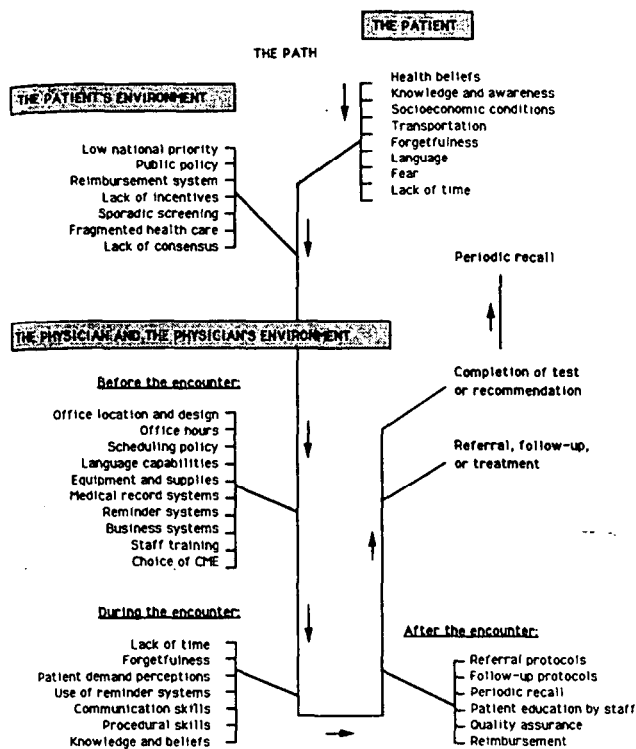 THE PATIENT
THE PATH
THE PATIENT'S ENVIRONMENT
Health beliefs
Knowledge and awareness
Socioeconomic conditions
Transportation
Forgetfulness
Language
Fear
Lack of time
Low national priority
Public policy
Reimbursement system
Lack of incentives
Sporadic screening
Fragmented health care
Lack of consensus
Periodic recall
THE PHYSICIAN AND THE PHYSICIAN'S ENVIRONMENT
Before the encounter:
Completion of test
or recommendation
Office location and design
Office hours
Scheduling policy
Language capabilities
Equipment and supplies
Medical record systems
Reminder systems
Business systems
Staff training
Choice of CME
Referral, follow-up,
or treatment
During the encounter:
Lack of time
Forgetfulness
Patient demand perceptions
Use of reminder systems
Communication skills
Procedural skills
Knowledge and beliefs
After the encounter:
Referral protocols
Follow-up protocols
Periodic recall
Patient education by staff
Quality assurance
Reimbursement